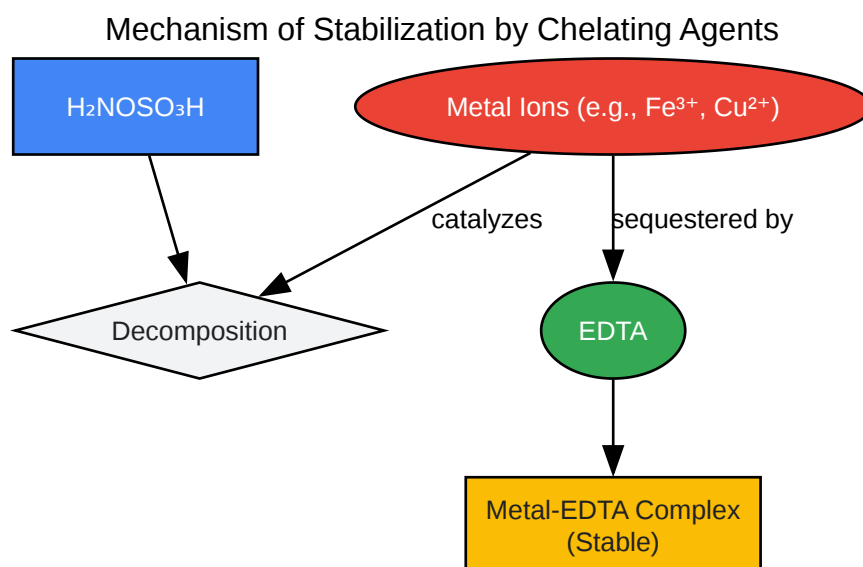 Mechanism of Stabilization by Chelating Agents
H₂NOSO₃H
Metal Ions (e.g., Fe³⁺, Cu²⁺)
catalyzes
sequestered by
Decomposition
EDTA
Metal-EDTA Complex
(Stable)